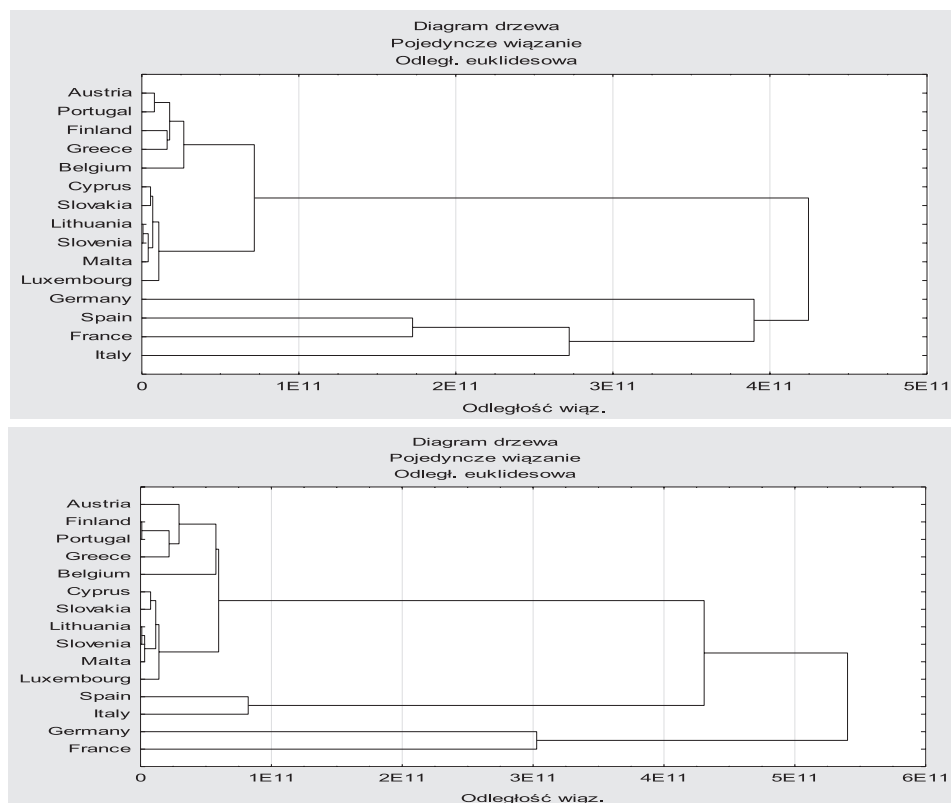 Diagram drzewa
Pojedyncze wiązanie
Odległ. euklidesowa
Austria
Portugal
Finland
Greece
Belgium
Cyprus
Slovakia
Lithuania
Slovenia
Malta
Luxembourg
Germany
Spain
France
Italy
0 1E11 2E11 3E11 4E11 5E11
Odległość wiąz.
Diagram drzewa
Pojedyncze wiązanie
Odległ. euklidesowa
Austria
Finland
Portugal
Greece
Belgium
Cyprus
Slovakia
Lithuania
Slovenia
Malta
Luxembourg
Spain
Italy
Germany
France
0 1E11 2E11 3E11 4E11 5E11 6E11
Odległość wiąz.